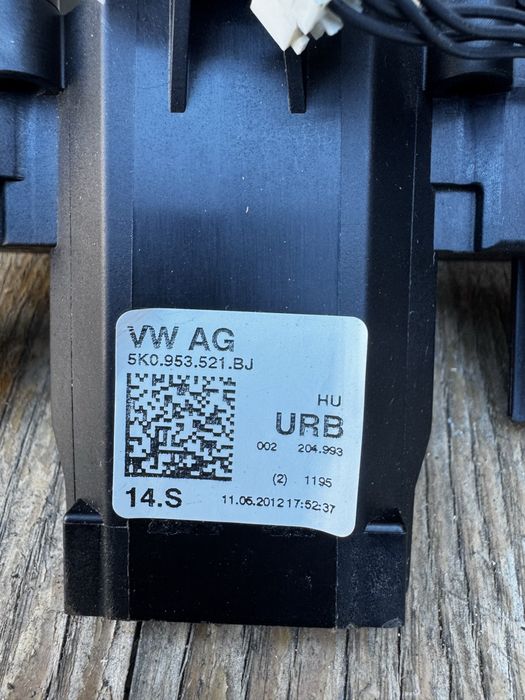 VW AG
5K0.953.521.BJ
HU
URB
002 204.993
(2) 1195
14.S 11.05.2012 17:52:37